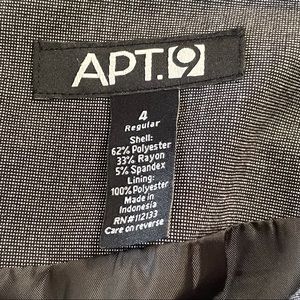 APT.9
4
Regular
Shell:
62% Polyester
33% Rayon
5% Spandex
Lining:
100% Polyester
Made in
Indonesia
RN#112133
Care on reverse